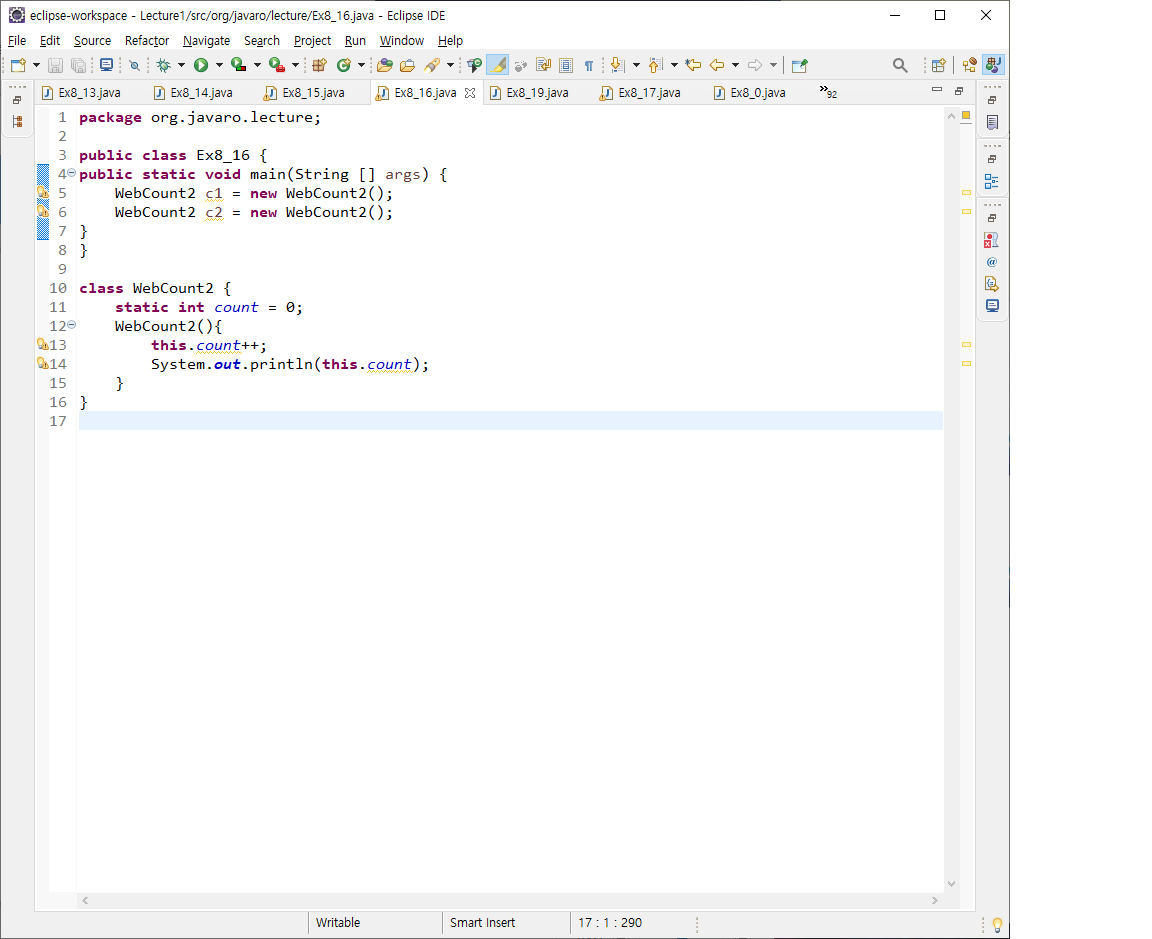 eclipse-workspace - Lecture1/src/org/javaro/lecture/Ex8_16.java - Eclipse IDE
File Edit Source Refactor Navigate Search Project Run Window Help
Ex8_13.java Ex8_14.java Ex8_15.java Ex8_16.java Ex8_19.java Ex8_17.java Ex8_0.java »92
1 package org.javaro.lecture;
2
3 public class Ex8_16 {
4 public static void main(String [] args) {
5 WebCount2 c1 = new WebCount2();
6 WebCount2 c2 = new WebCount2();
7 }
8 }
9
10 class WebCount2 {
11 static int count = 0;
12 WebCount2(){
13 this.count++;
14 System.out.println(this.count);
15 }
16 }
17
Writable Smart Insert 17 : 1 : 290